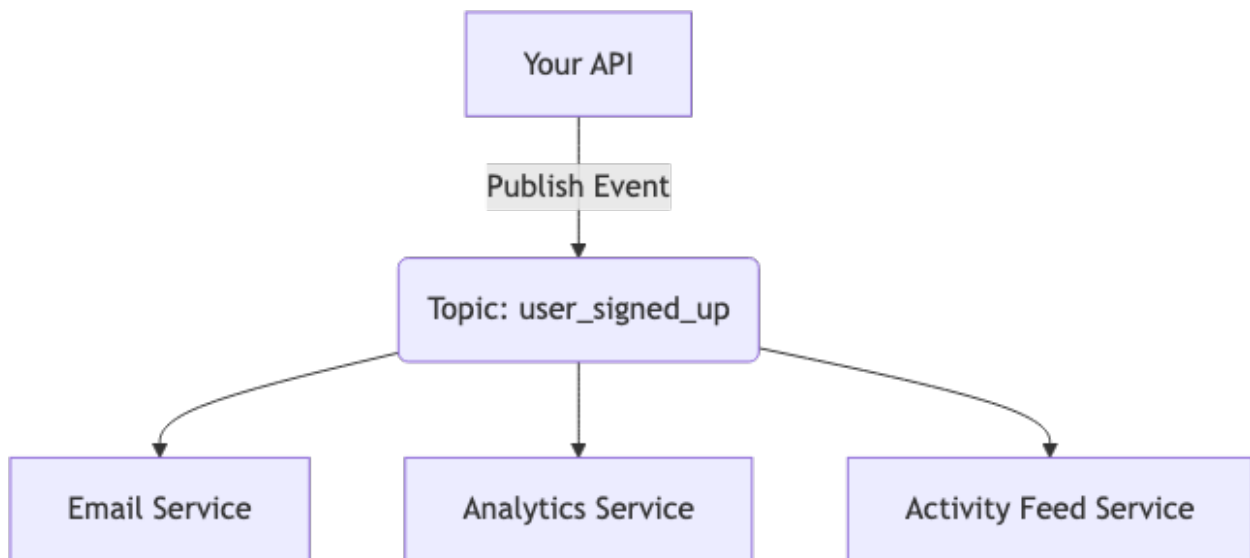 Your API
Publish Event
Topic: user_signed_up
Email Service
Analytics Service
Activity Feed Service